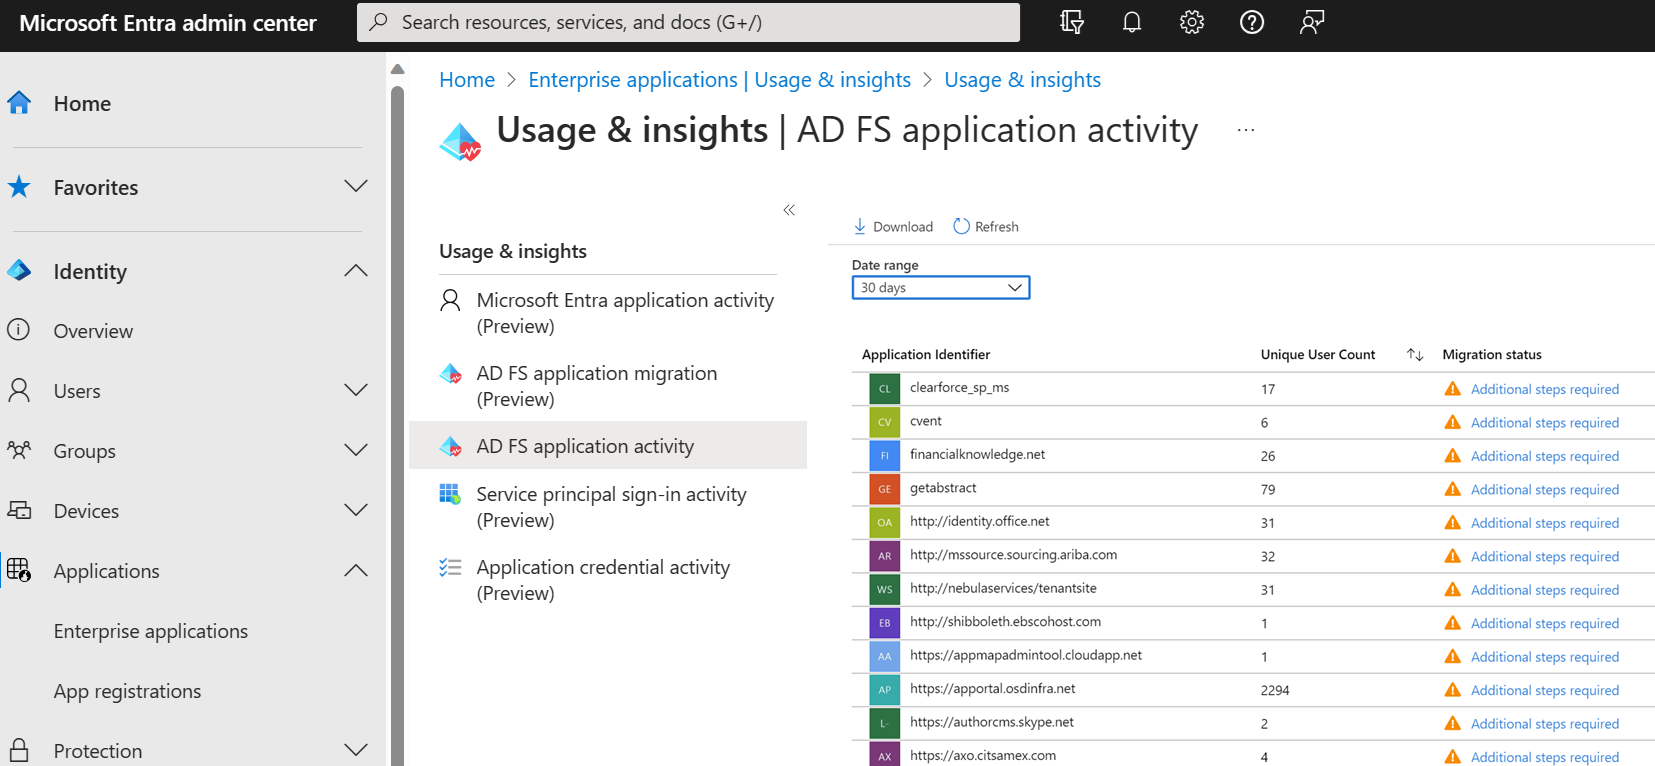 Microsoft Entra admin center
Search resources, services, and docs (G+/)
Home
Favorites
Identity
Overview
Users
Groups
Devices
Applications
Enterprise applications
App registrations
Protection
Home > Enterprise applications | Usage & insights > Usage & insights
Usage & insights | AD FS application activity ...
Usage & insights
Microsoft Entra application activity
(Preview)
AD FS application migration
(Preview)
AD FS application activity
Service principal sign-in activity
(Preview)
Application credential activity
(Preview)
Download Refresh
Date range
30 days
Application Identifier Unique User Count Migration status
CL clearforce_sp_ms 17 Additional steps required
CV cvent 6 Additional steps required
FI financialknowledge.net 26 Additional steps required
GE getabstract 79 Additional steps required
OA http://identity.office.net 31 Additional steps required
AR http://mssource.sourcing.ariba.com 32 Additional steps required
WS http://nebulaservices/tenantsite 31 Additional steps required
EB http://shibboleth.ebscohost.com 1 Additional steps required
AA https://appmapadmintool.cloudapp.net 1 Additional steps required
AP https://apportal.osdinfra.net 2294 Additional steps required
L- https://authorcms.skype.net 2 Additional steps required
AX https://axo.citsamex.com 4 Additional steps required